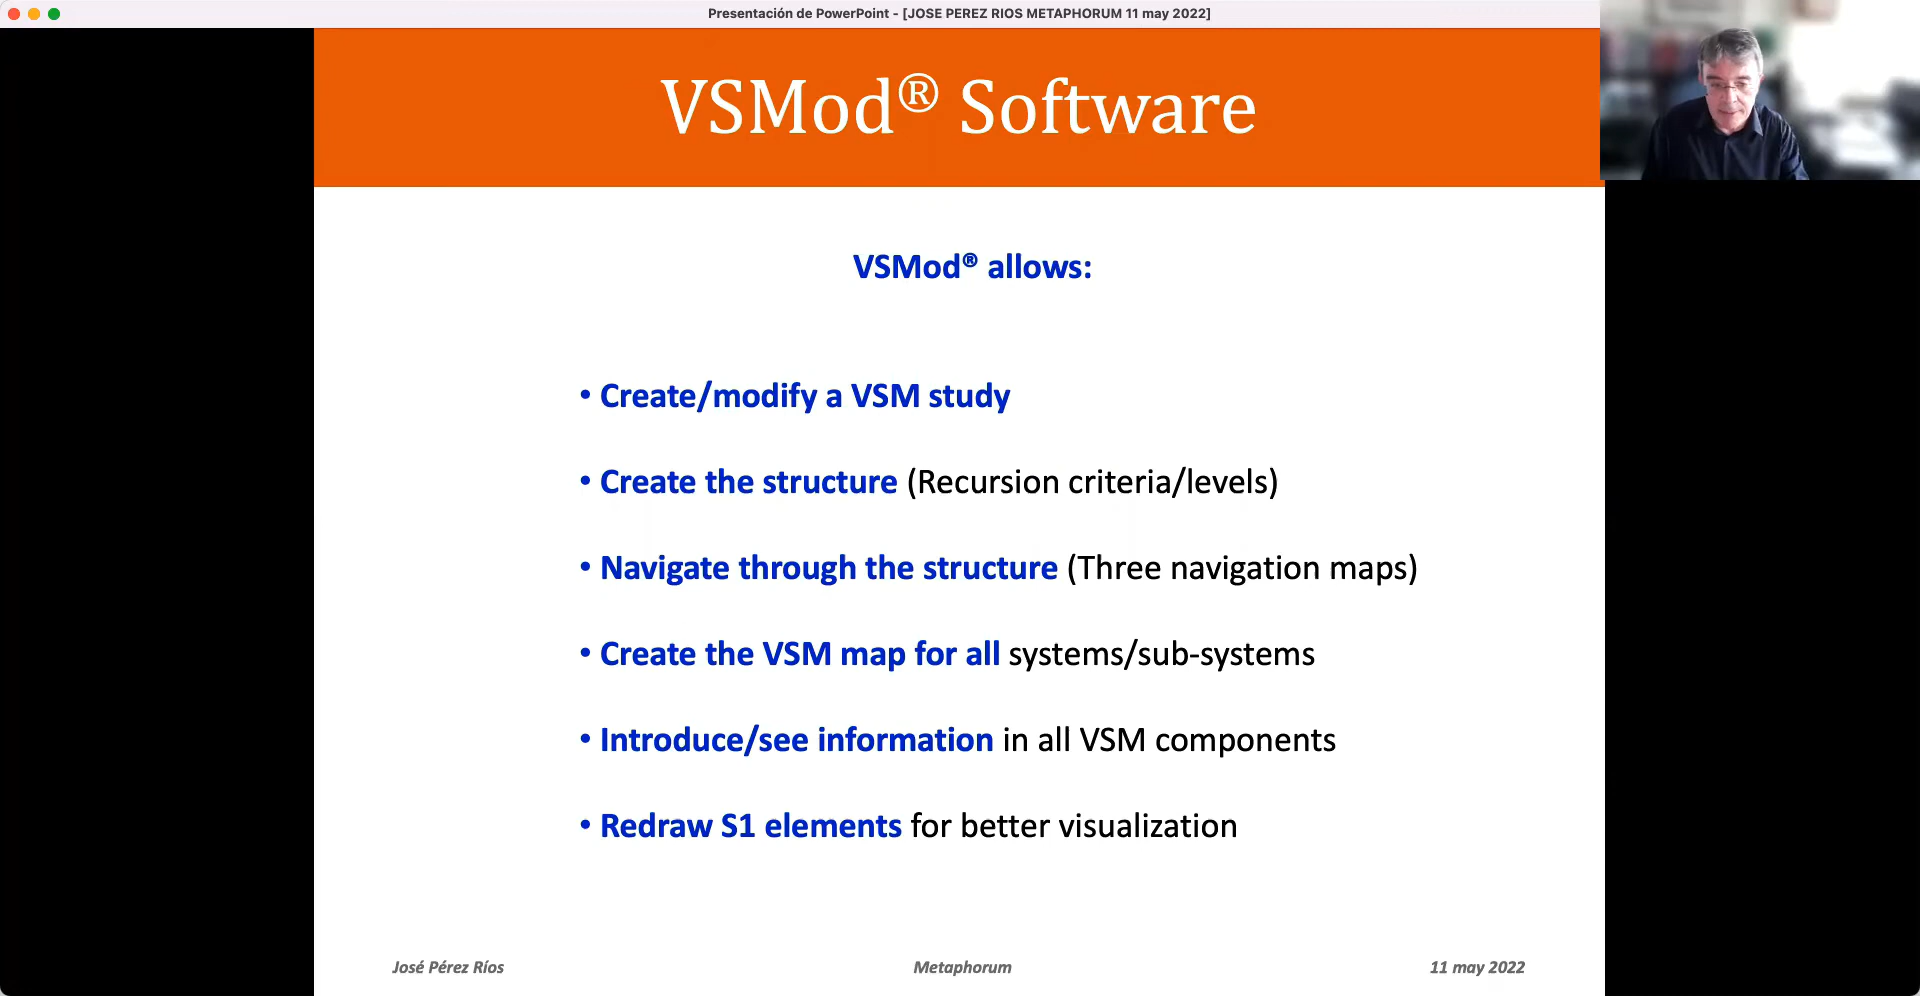 Presentación de PowerPoint - [JOSE PEREZ RIOS METAPHORUM 11 may 2022]
VSMod® Software
VSMod® allows:
• Create/modify a VSM study
• Create the structure (Recursion criteria/levels)
• Navigate through the structure (Three navigation maps)
• Create the VSM map for all systems/sub-systems
• Introduce/see information in all VSM components
• Redraw S1 elements for better visualization
José Pérez Ríos
Metaphorum
11 may 2022